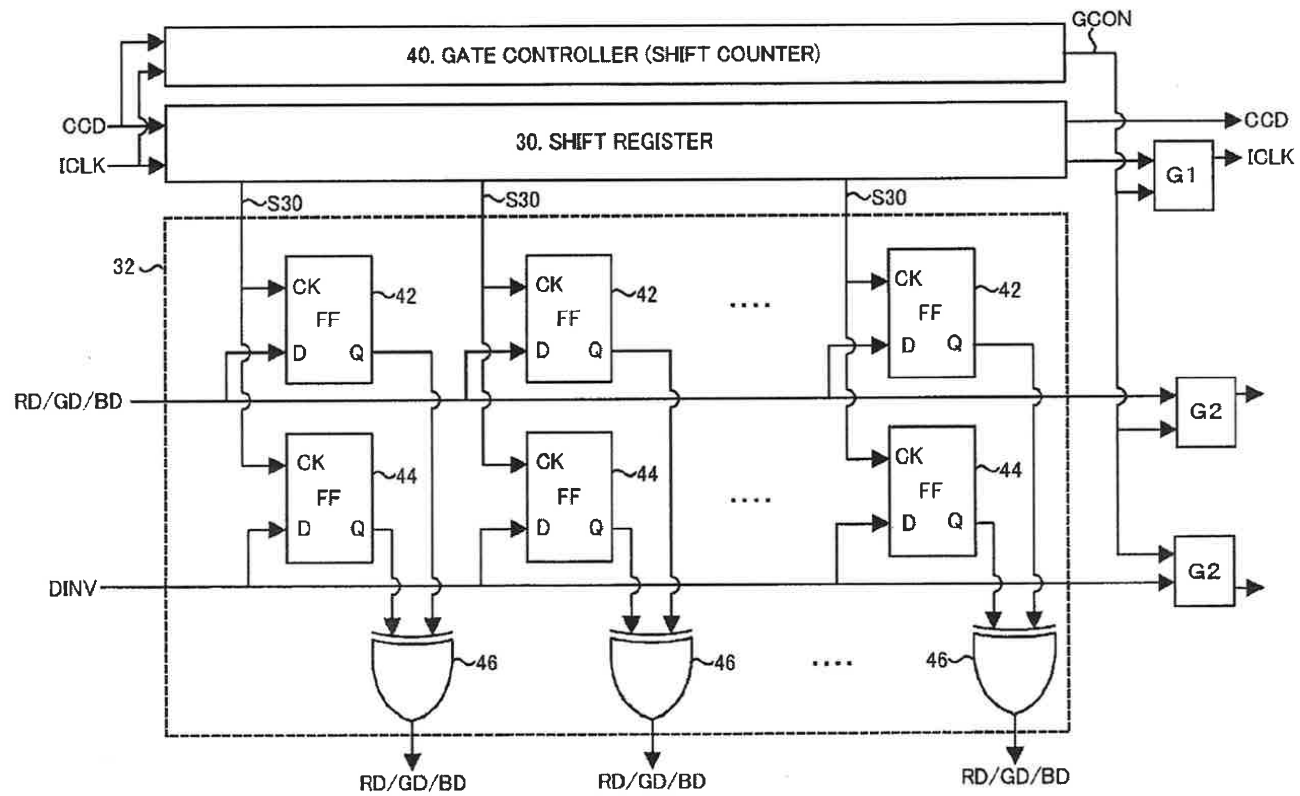 GCON
40. GATE CONTROLLER (SHIFT COUNTER)
CCD
ICLK
30. SHIFT REGISTER
CCD
ICLK
G1
S30
S30
S30
32
CK
FF
D Q
42
CK
FF
D Q
42
....
CK
FF
D Q
42
RD/GD/BD
G2
CK
FF
D Q
44
CK
FF
D Q
44
....
CK
FF
D Q
44
DINV
G2
46
46
....
46
RD/GD/BD
RD/GD/BD
RD/GD/BD